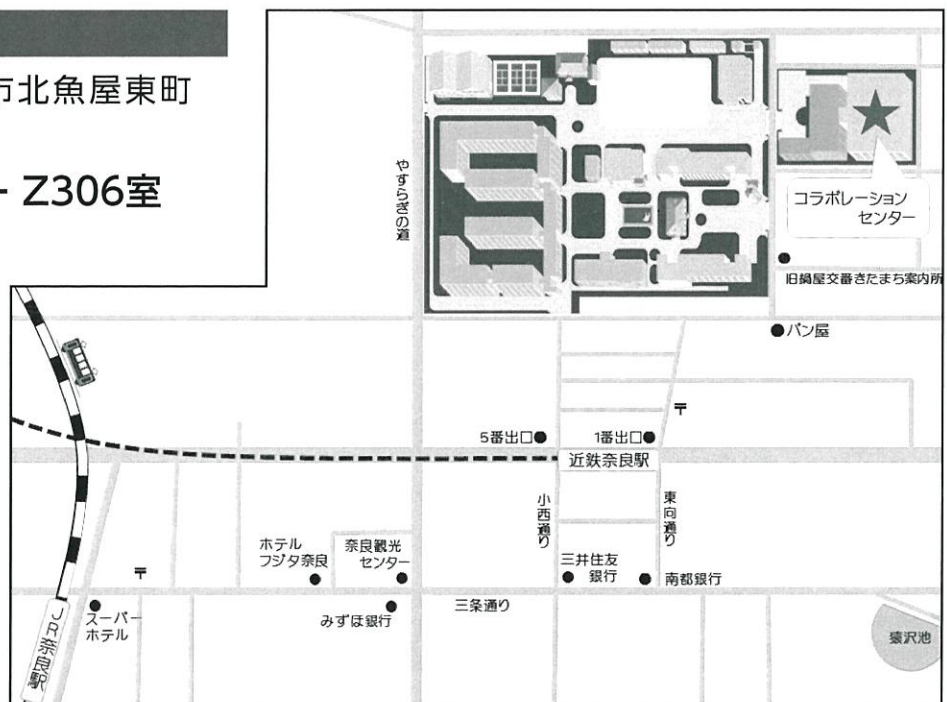 市北魚屋東町
Z306室
やすらぎの道
コラボレーション
センター
旧鍋屋交番きたまち案内所
パン屋
〒
5番出口
1番出口
近鉄奈良駅
小西通り
東向通り
ホテル
フジタ奈良
奈良観光
センター
三井住友
銀行
南都銀行
〒
スーパー
ホテル
みずほ銀行
三条通り
猿沢池
JR奈良駅